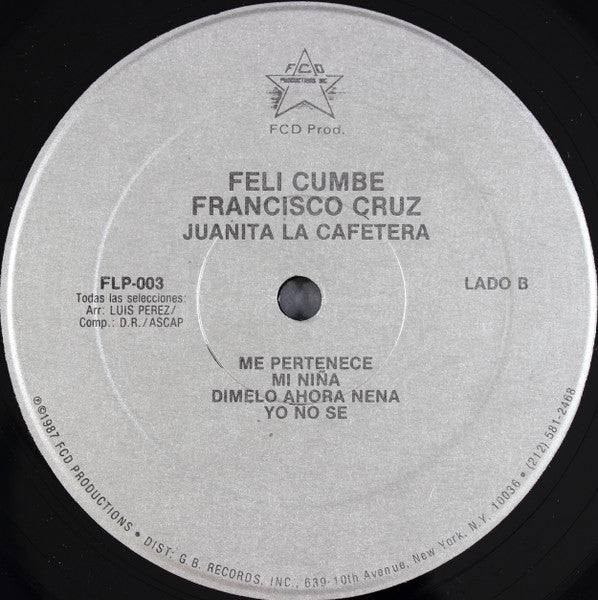 F.C.D
PRODUCTIONS INC
FCD Prod.
FELI CUMBE
FRANCISCO CRUZ
JUANITA LA CAFETERA
FLP-003
Todas las selecciones:
Arr: LUIS PEREZ/
Comp.: D.R./ASCAP
LADO B
ME PERTENECE
MI NIÑA
DIMELO AHORA NENA
YO NO SE
℗©1987 FCD PRODUCTIONS • DIST: G.B. RECORDS, INC., 639-10th Avenue, New York, N.Y. 10036 • (212) 581-2468